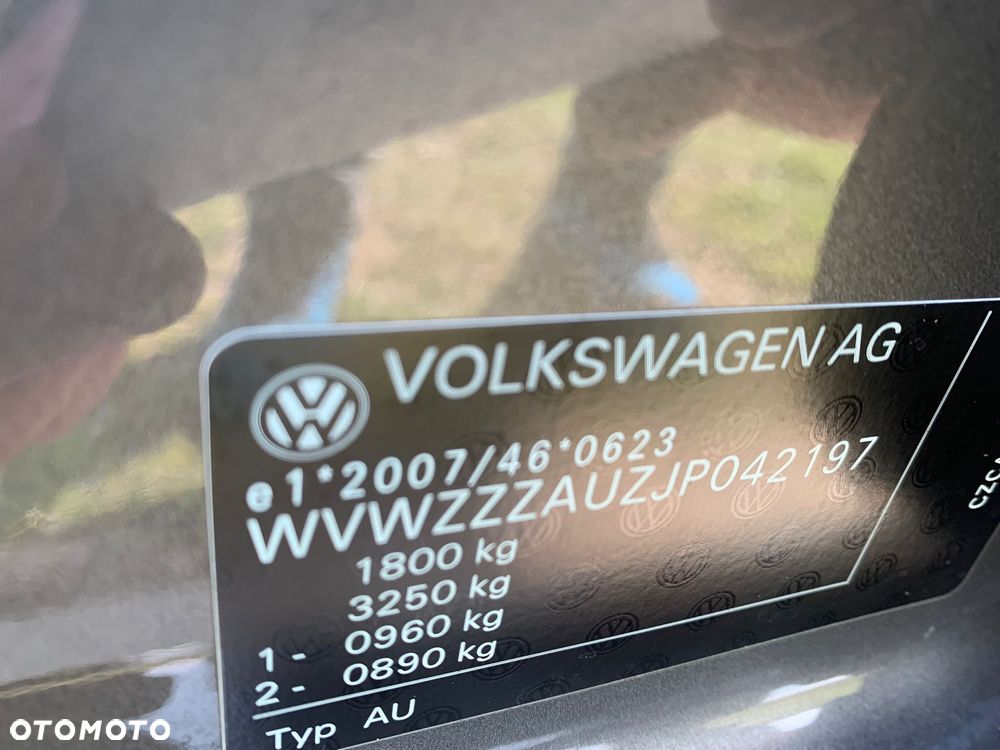 VOLKSWAGEN AG
e1*2007/46*0623
WVWZZZAUZJP042197
1800 kg
3250 kg
1- 0960 kg
2- 0890 kg
Typ AU
OTOMOTO